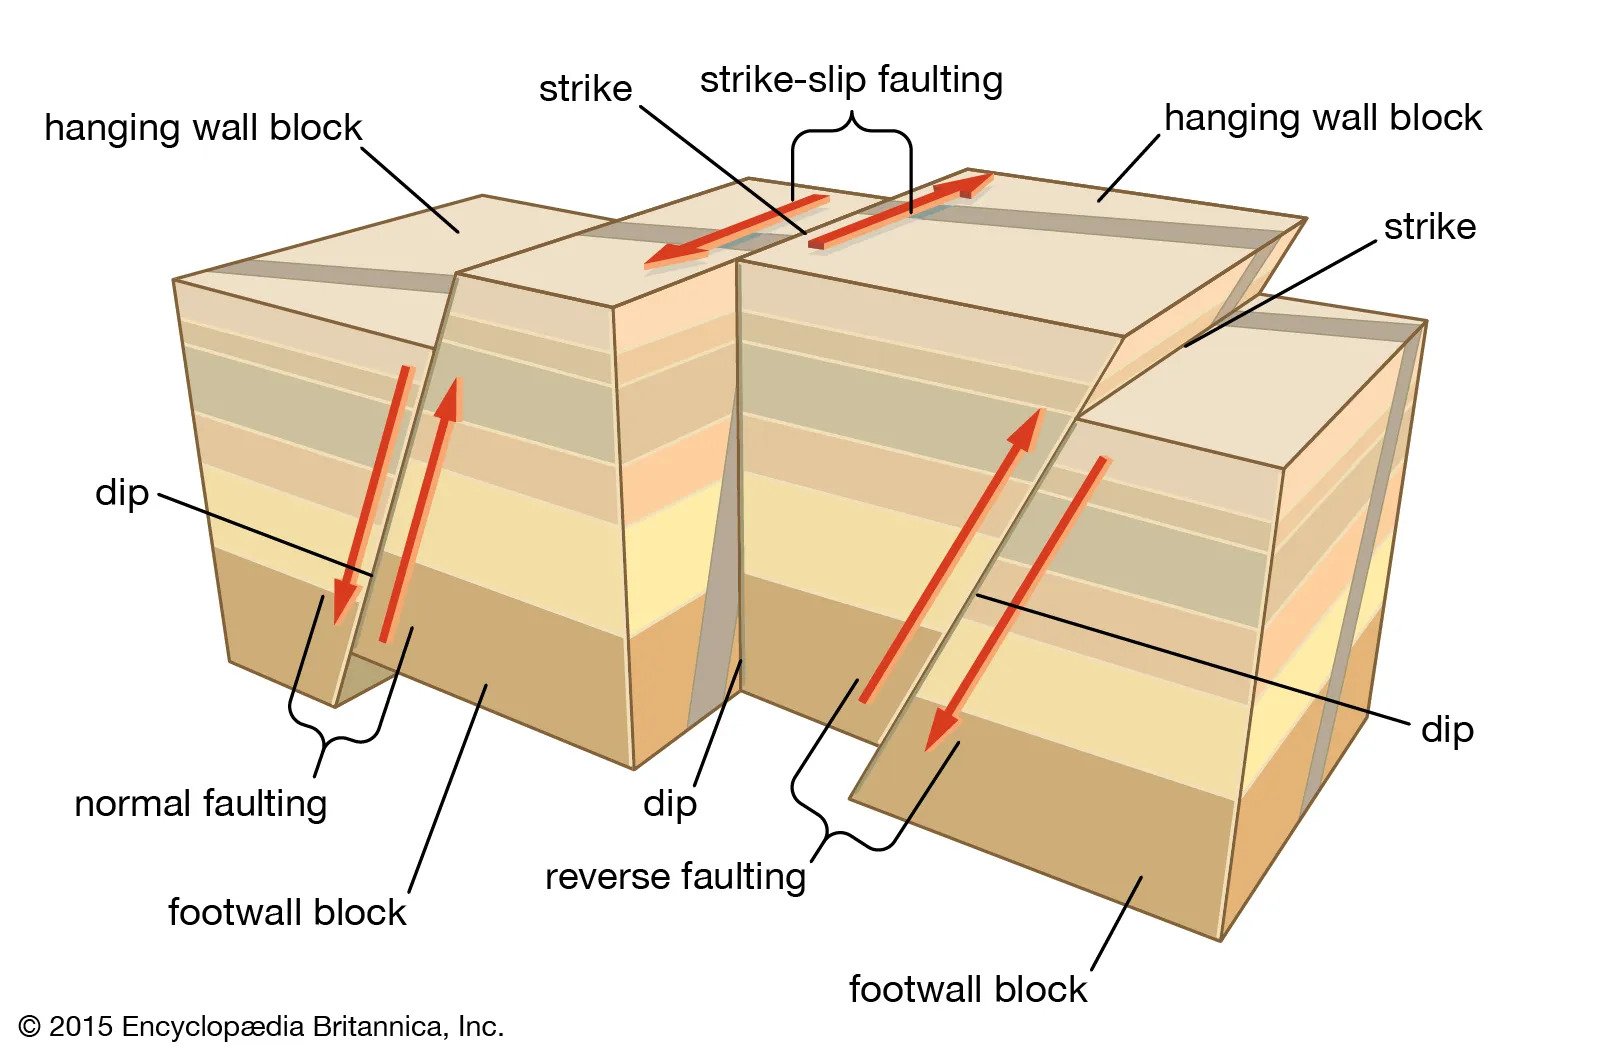 strike-slip faulting
strike
hanging wall block
hanging wall block
strike
dip
dip
normal faulting
dip
reverse faulting
footwall block
footwall block
© 2015 Encyclopædia Britannica, Inc.